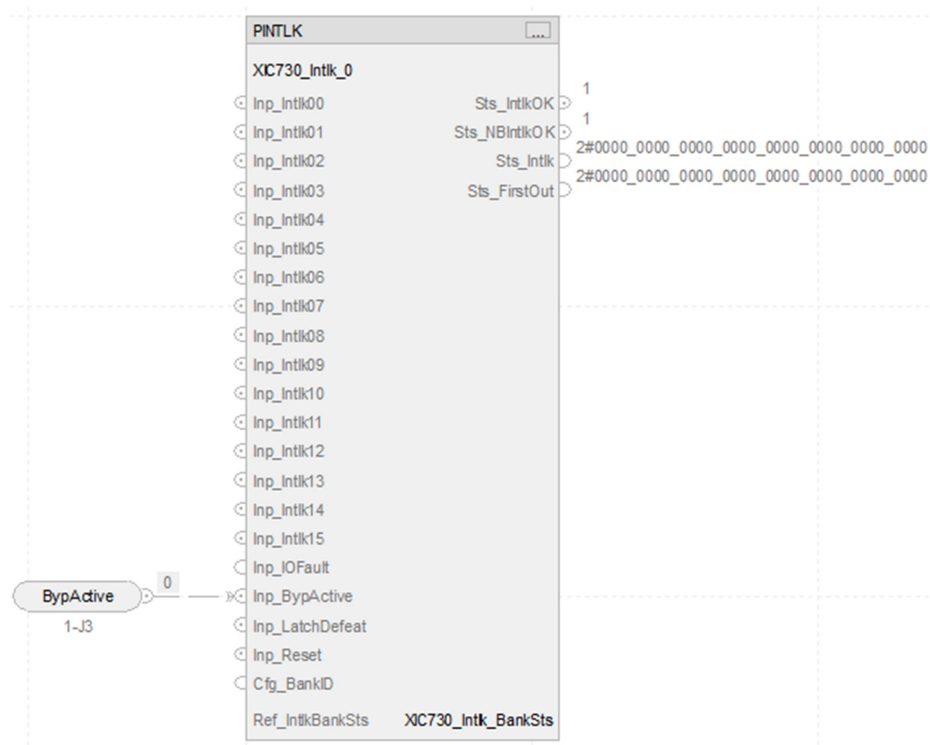 PINTLK ...
XIC730_Intlk_0
Inp_Intlk00 Sts_IntlkOK 1
Inp_Intlk01 Sts_NBIntlkOK 1
Inp_Intlk02 Sts_Intlk 2#0000_0000_0000_0000_0000_0000_0000_0000
Inp_Intlk03 Sts_FirstOut 2#0000_0000_0000_0000_0000_0000_0000_0000
Inp_Intlk04
Inp_Intlk05
Inp_Intlk06
Inp_Intlk07
Inp_Intlk08
Inp_Intlk09
Inp_Intlk10
Inp_Intlk11
Inp_Intlk12
Inp_Intlk13
Inp_Intlk14
Inp_Intlk15
Inp_IOFault
BypActive 0 Inp_BypActive
1-J3
Inp_LatchDefeat
Inp_Reset
Cfg_BankID
Ref_IntlkBankSts XIC730_Intlk_BankSts